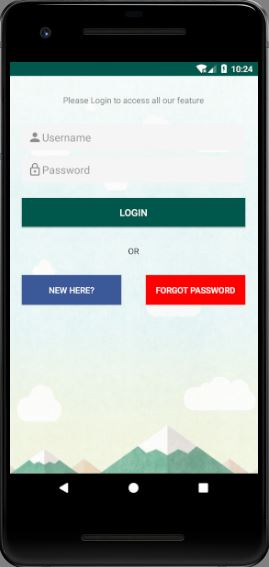 10:24
Please Login to access all our feature
Username
Password
LOGIN
OR
NEW HERE?
FORGOT PASSWORD